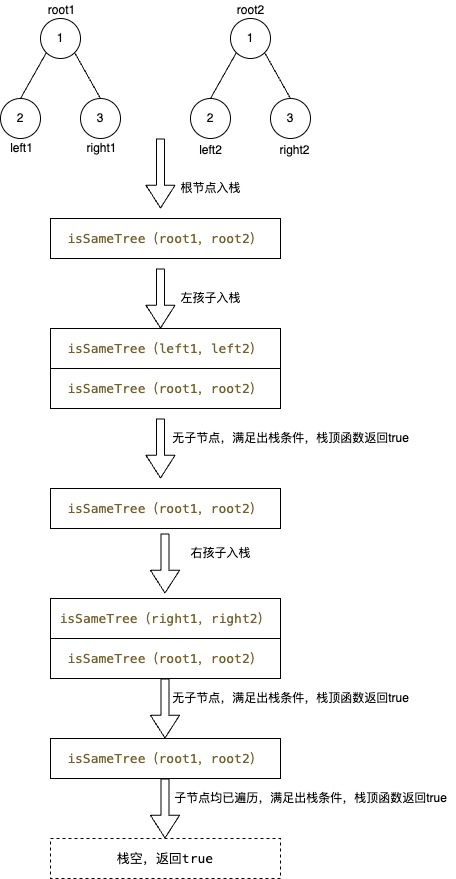 root1 root2
1 1
2 3 2 3
left1 right1 left2 right2
根节点入栈
isSameTree（root1, root2）
左孩子入栈
isSameTree（left1, left2）
isSameTree（root1, root2）
无子节点，满足出栈条件，栈顶函数返回true
isSameTree（root1, root2）
右孩子入栈
isSameTree（right1, right2）
isSameTree（root1, root2）
无子节点，满足出栈条件，栈顶函数返回true
isSameTree（root1, root2）
子节点均已遍历，满足出栈条件，栈顶函数返回true
栈空，返回true